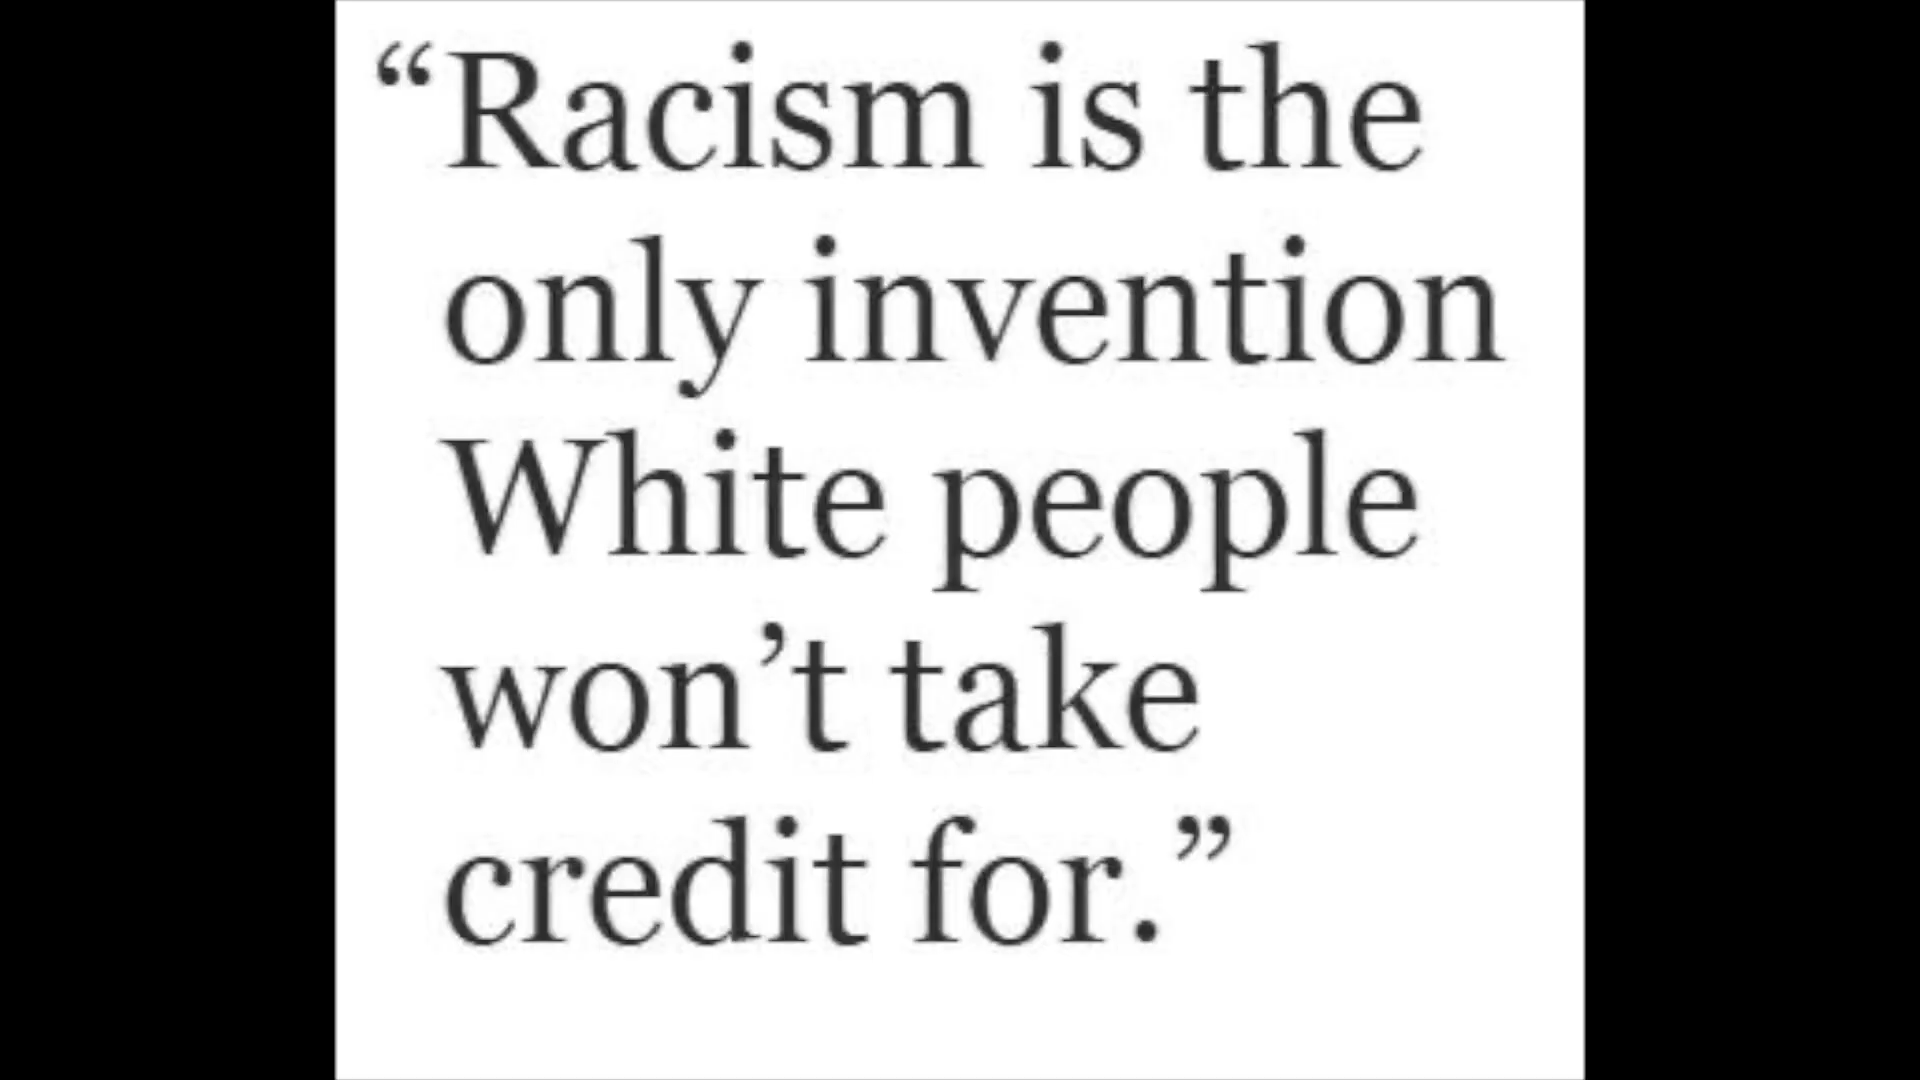 “Racism is the
only invention
White people
won’t take
credit for.”